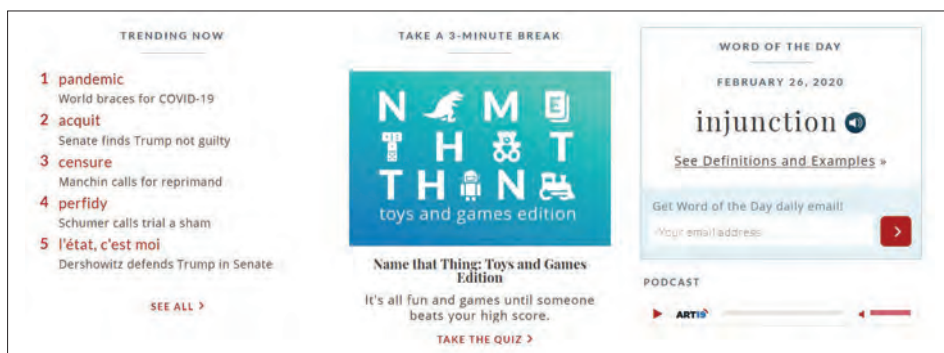 TRENDING NOW
1 pandemic
World braces for COVID-19
2 acquit
Senate finds Trump not guilty
3 censure
Manchin calls for reprimand
4 perfidy
Schumer calls trial a sham
5 l'état, c'est moi
Dershowitz defends Trump in Senate
SEE ALL >
TAKE A 3-MINUTE BREAK
N M E
T H T
T H N
toys and games edition
Name that Thing: Toys and Games
Edition
It's all fun and games until someone
beats your high score.
TAKE THE QUIZ >
WORD OF THE DAY
FEBRUARY 26, 2020
injunction
See Definitions and Examples »
Get Word of the Day daily email!
Your email address
>
PODCAST
ART19